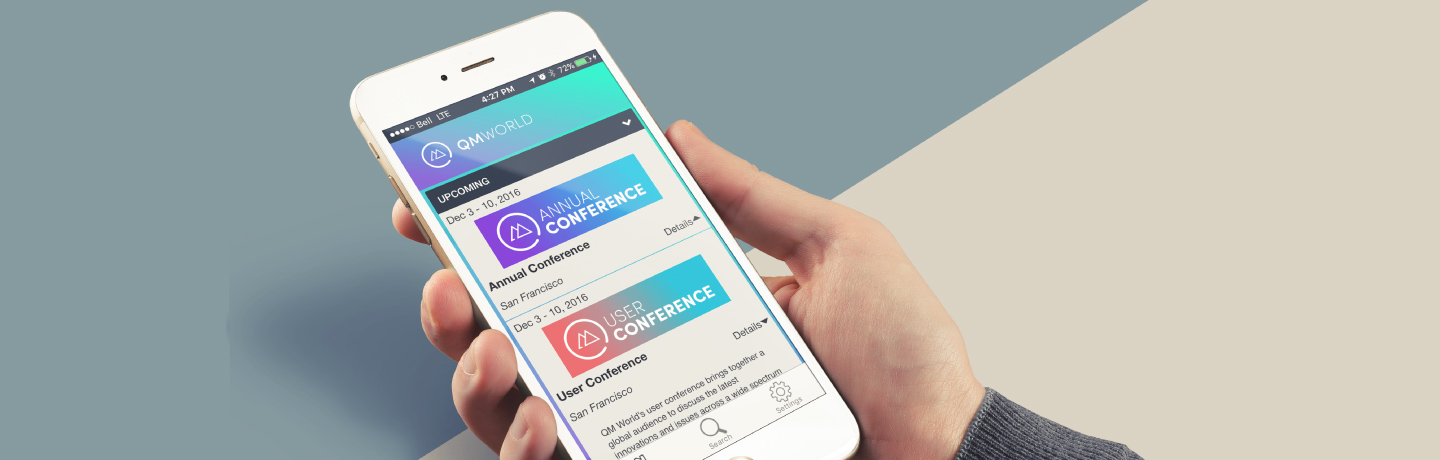 Bell LTE 4:27 PM 72%
QMWORLD
UPCOMING
Dec 3 - 10, 2016
ANNUAL
CONFERENCE
Annual Conference
Details
San Francisco
Dec 3 - 10, 2016
USER
CONFERENCE
User Conference
Details
San Francisco
QM World's user conference brings together a
global audience to discuss the latest
innovations and issues across a wide spectrum
Search
Settings